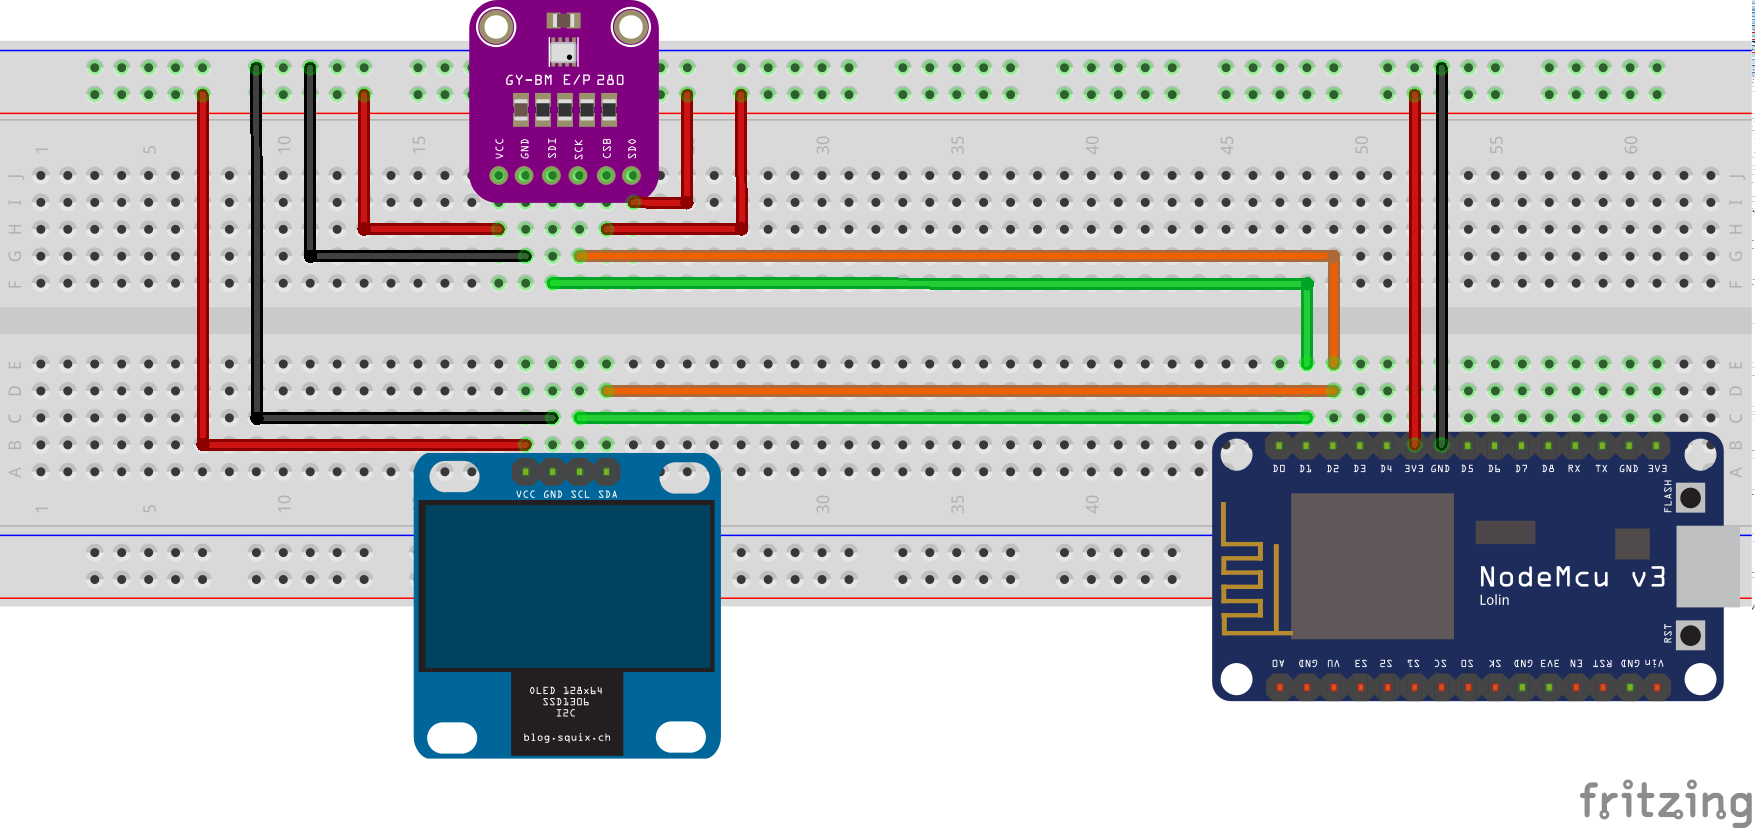 GY-BM E/P 280
VCC GND SDI SCK CSB SDO
1 5 10 15 30 35 40 45 50 55 60
J J
I I
H H
G G
F F
E E
D D
C C
B B
A A
1 5 10 30 35 40
VCC GND SCL SDA
OLED 128x64
SSD1306
I2C
blog.squix.ch
D0 D1 D2 D3 D4 3V3 GND D5 D6 D7 D8 RX TX GND 3V3
FLASH
NodeMcu v3
Lolin
RST
A0 GND VU S3 S2 S1 SC S0 SK GND 3V3 EN RST GND Vin
fritzing